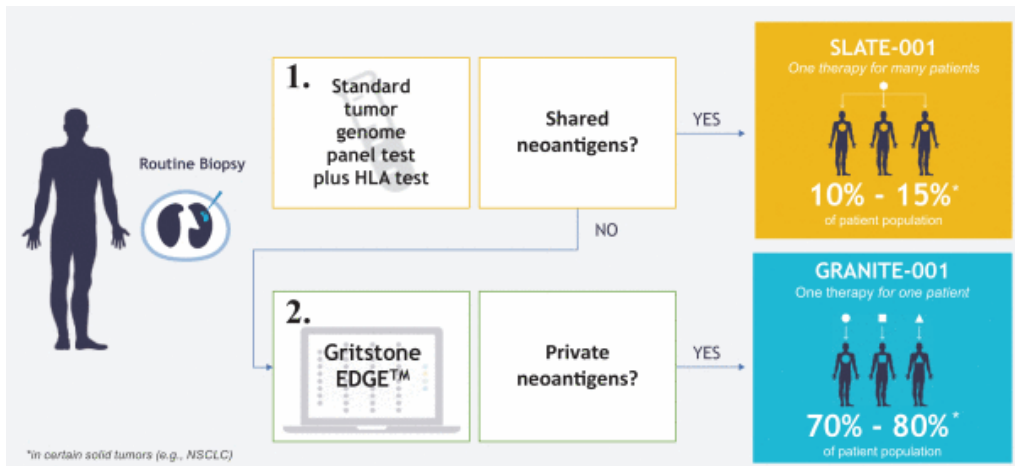 Routine Biopsy
1. Standard
tumor
genome
panel test
plus HLA test
Shared
neoantigens?
YES
SLATE-001
One therapy for many patients
10% - 15%*
of patient population
NO
2.
Gritstone
EDGE™
Private
neoantigens?
YES
GRANITE-001
One therapy for one patient
70% - 80%*
of patient population
*in certain solid tumors (e.g., NSCLC)